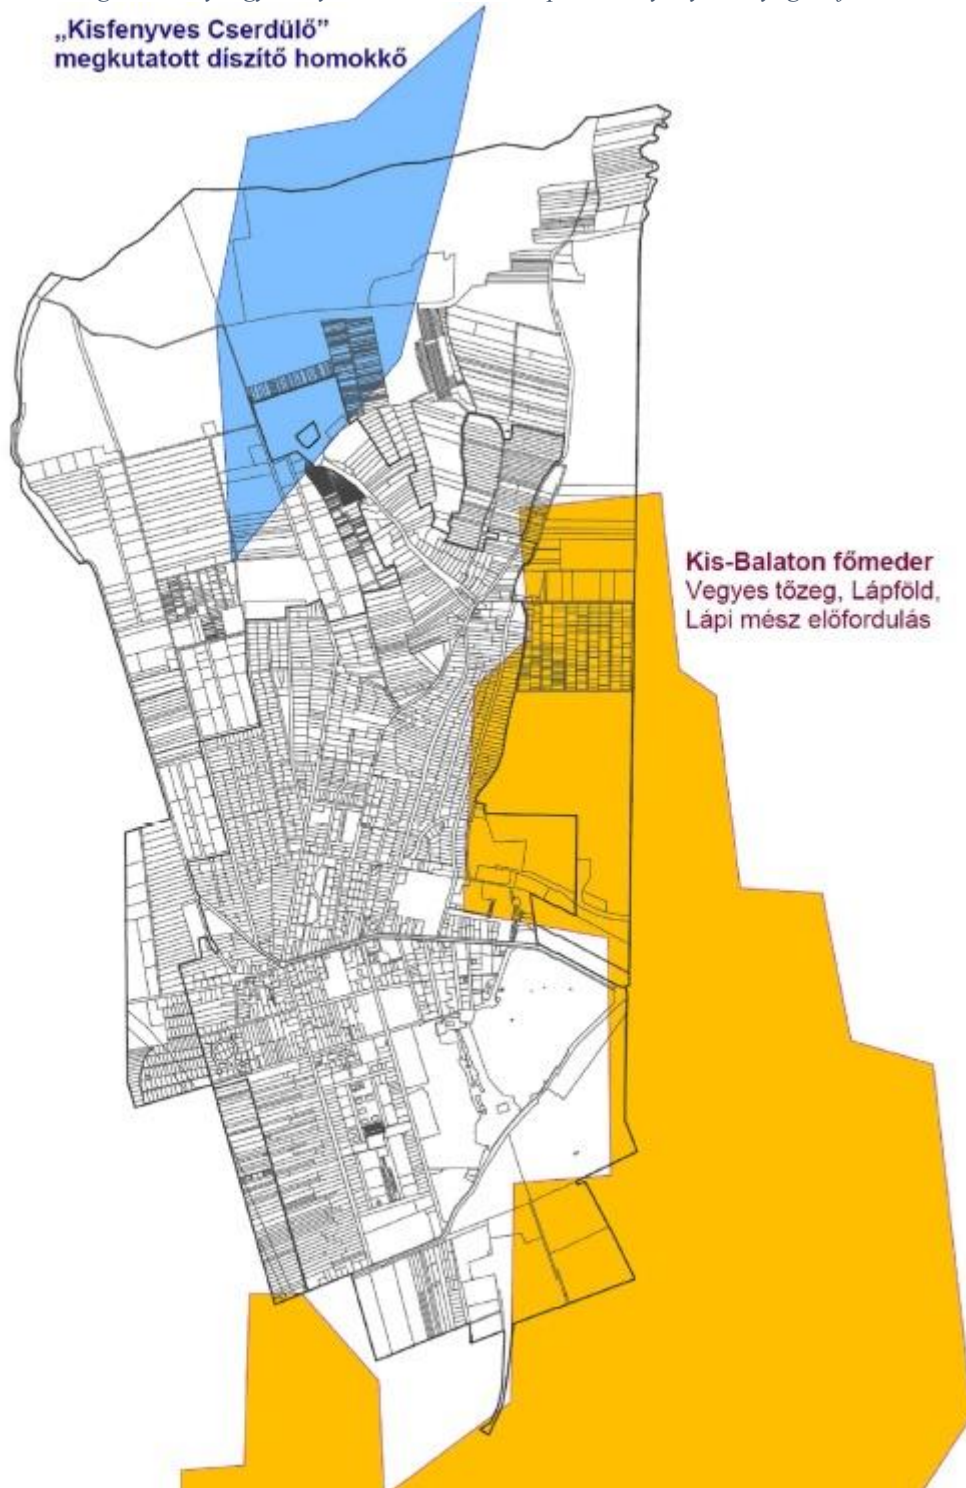 „Kisfenyves Cserdülő”
megkutatott díszítő homokkő
Kis-Balaton főmeder
Vegyes tőzeg, Lápföld,
Lápi mész előfordulás